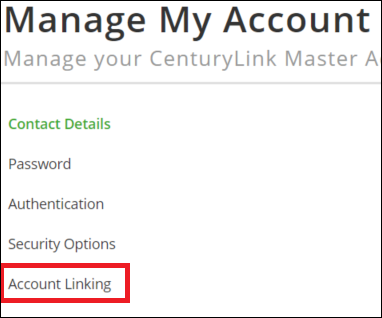 Manage My Account
Manage your CenturyLink Master A
Contact Details
Password
Authentication
Security Options
Account Linking